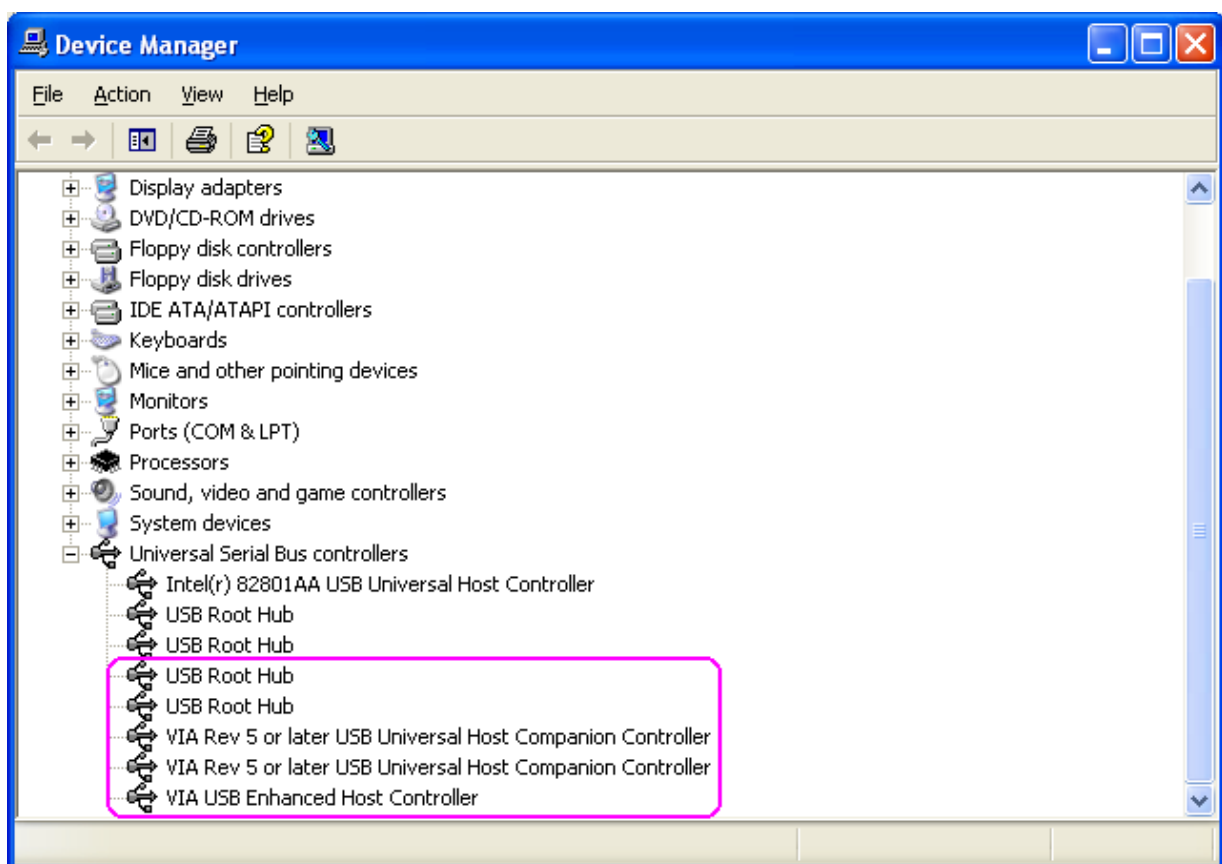 Device Manager
File Action View Help
Display adapters
DVD/CD-ROM drives
Floppy disk controllers
Floppy disk drives
IDE ATA/ATAPI controllers
Keyboards
Mice and other pointing devices
Monitors
Ports (COM & LPT)
Processors
Sound, video and game controllers
System devices
Universal Serial Bus controllers
Intel(r) 82801AA USB Universal Host Controller
USB Root Hub
USB Root Hub
USB Root Hub
USB Root Hub
VIA Rev 5 or later USB Universal Host Companion Controller
VIA Rev 5 or later USB Universal Host Companion Controller
VIA USB Enhanced Host Controller